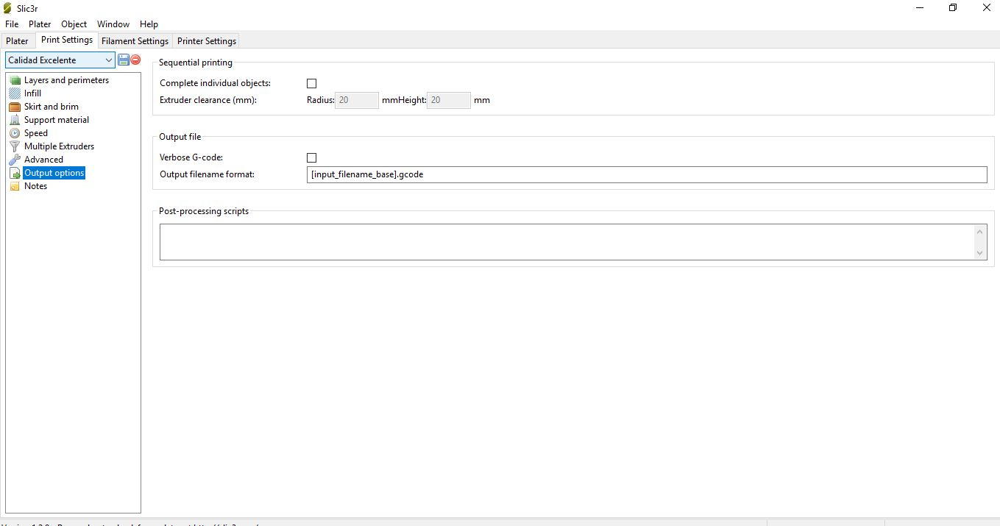 Slic3r
File Plater Object Window Help
Plater Print Settings Filament Settings Printer Settings
Calidad Excelente
Layers and perimeters
Infill
Skirt and brim
Support material
Speed
Multiple Extruders
Advanced
Output options
Notes
Sequential printing
Complete individual objects:
Extruder clearance (mm): Radius: 20 mmHeight: 20 mm
Output file
Verbose G-code:
Output filename format: [input_filename_base].gcode
Post-processing scripts